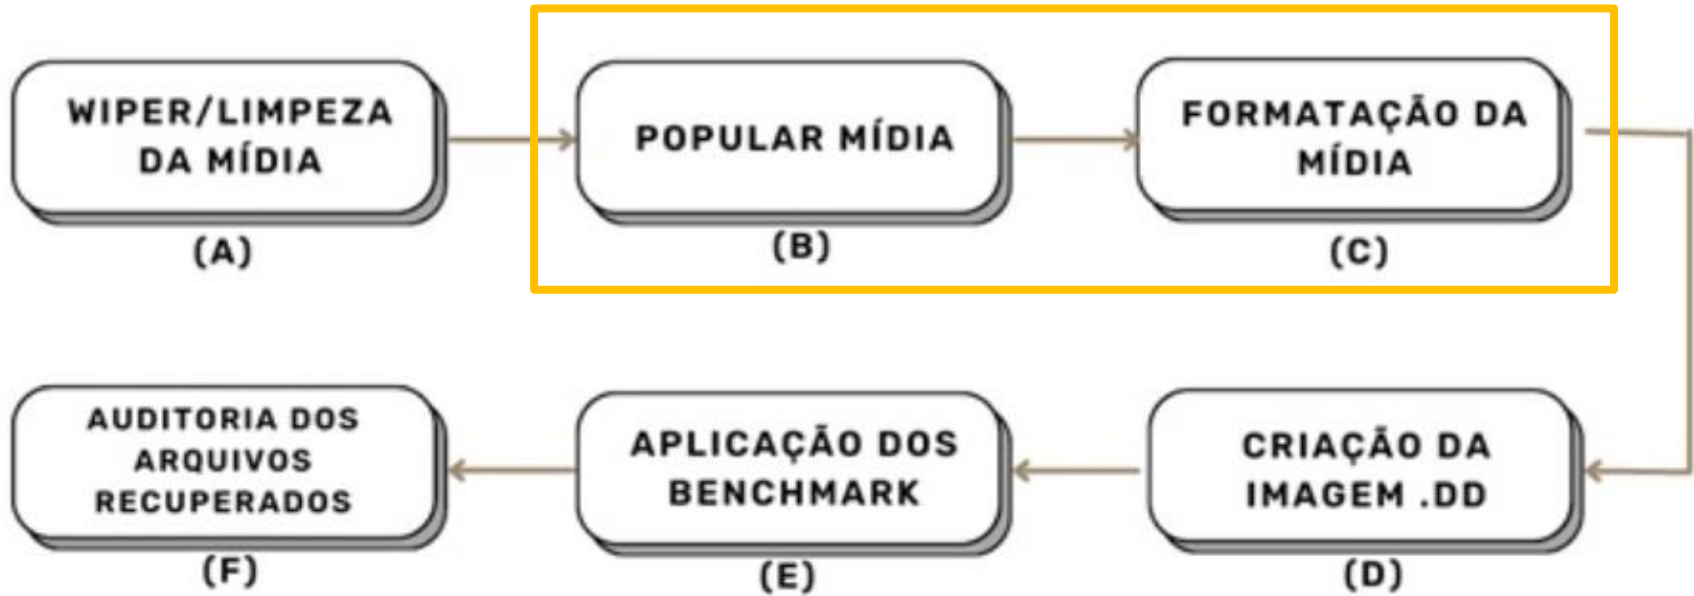 WIPER/LIMPEZA
DA MÍDIA
(A)
POPULAR MÍDIA
(B)
FORMATAÇÃO DA
MÍDIA
(C)
CRIAÇÃO DA
IMAGEM .DD
(D)
APLICAÇÃO DOS
BENCHMARK
(E)
AUDITORIA DOS
ARQUIVOS
RECUPERADOS
(F)